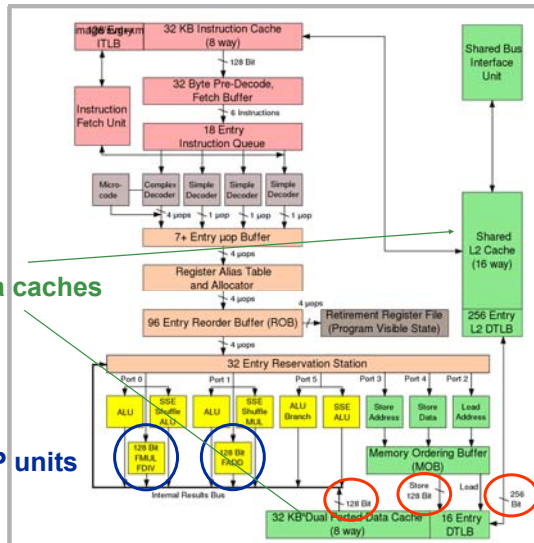 32 KB Instruction Cache
(8 way)
ITLB
128 Bit
32 Byte Pre-Decode,
Fetch Buffer
Instruction
Fetch Unit
6 Instructions
18 Entry
Instruction Queue
Micro-
code
Complex
Decoder
Simple
Decoder
Simple
Decoder
Simple
Decoder
4 µops
1 µop
1 µop
1 µop
7+ Entry µop Buffer
4 µops
Register Alias Table
and Allocator
4 µops
4 µops
96 Entry Reorder Buffer (ROB)
Retirement Register File
(Program Visible State)
4 µops
32 Entry Reservation Station
Port 0
Port 1
Port 5
Port 3
Port 4
Port 2
ALU
SSE
Shuffle
ALU
ALU
SSE
Shuffle
MUL
ALU
Branch
SSE
ALU
Store
Address
Store
Data
Load
Address
128 Bit
FMUL
FDIV
128 Bit
FADD
Memory Ordering Buffer
(MOB)
Internal Results Bus
128 Bit
Store
128 Bit
Load
256
Bit
32 KB Dual Ported Data Cache
(8 way)
16 Entry
DTLB
Shared Bus
Interface
Unit
Shared
L2 Cache
(16 way)
256 Entry
L2 DTLB
caches
P units